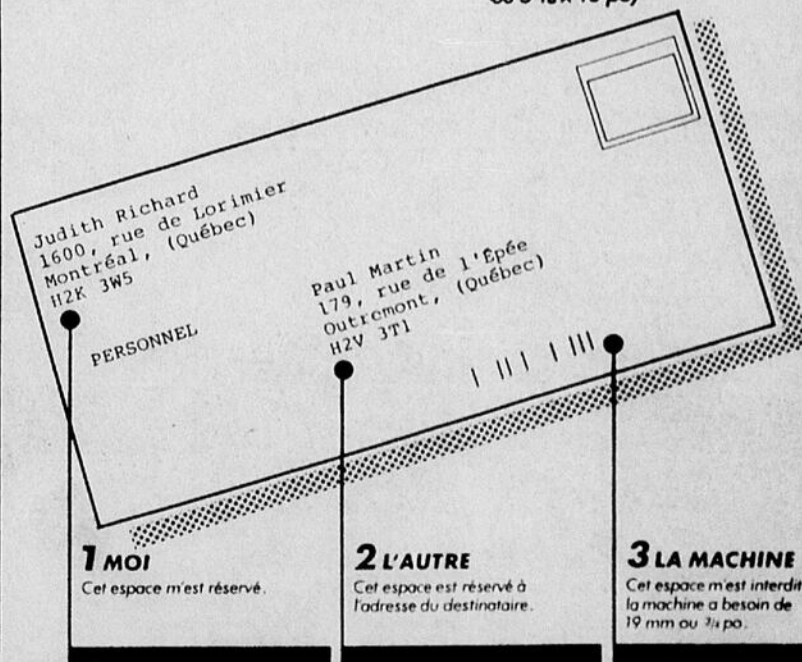 Judith Richard
1600, rue de Lorimier
Montréal, (Québec)
H2K 3W5
PERSONNEL
Paul Martin
179, rue de l'Épée
Outremont, (Québec)
H2V 3T1
1 MOI
Cet espace m'est réservé.
2 L'AUTRE
Cet espace est réservé à
l'adresse du destinataire.
3 LA MACHINE
Cet espace m'est interdit
la machine a besoin de
19 mm ou 3/4 po.